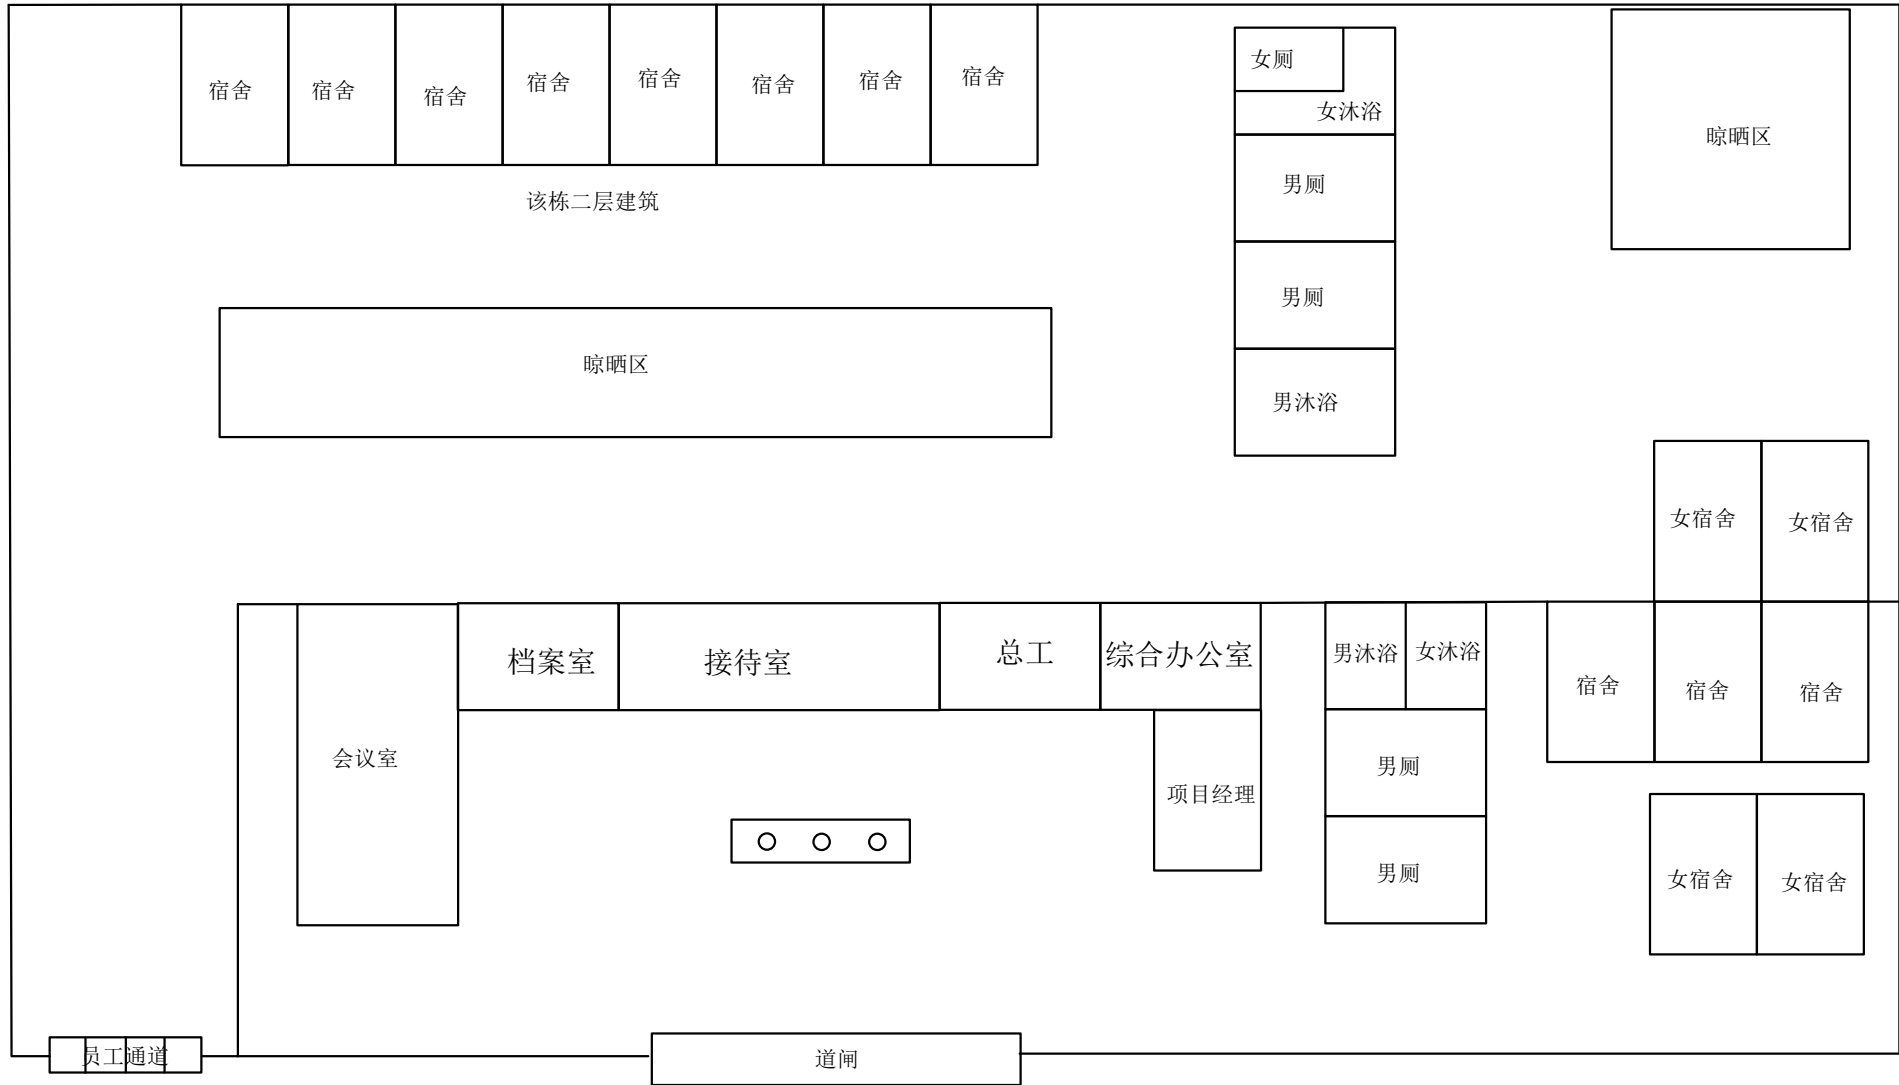 宿舍
宿舍
宿舍
宿舍
宿舍
宿舍
宿舍
宿舍
女厕
女沐浴
晾晒区
男厕
该栋二层建筑
男厕
晾晒区
男沐浴
女宿舍
女宿舍
档案室
接待室
总工
综合办公室
男沐浴
女沐浴
宿舍
宿舍
宿舍
会议室
男厕
项目经理
男厕
女宿舍
女宿舍
员工通道
道闸